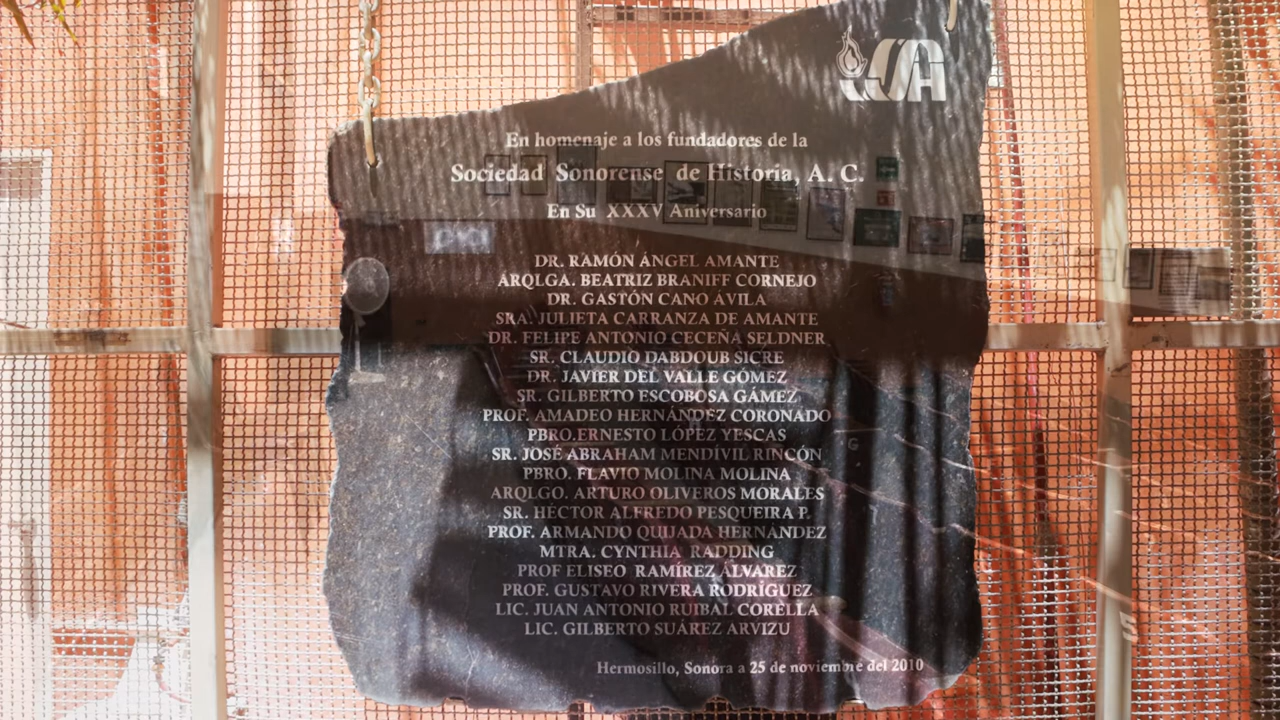 En homenaje a los fundadores de la
Sociedad Sonorense de Historia, A. C.
En Su XXXV Aniversario
DR. RAMÓN ÁNGEL AMANTE
ARQLGA. BEATRIZ BRANIFF CORNEJO
DR. GASTÓN CANO ÁVILA
SRA. JULIETA CARRANZA DE AMANTE
DR. FELIPE ANTONIO CECEÑA SELDNER
SR. CLAUDIO DABDOUB SICRE
DR. JAVIER DEL VALLE GÓMEZ
SR. GILBERTO ESCOBOSA GÁMEZ
PROF. AMADEO HERNÁNDEZ CORONADO
PBRO.ERNESTO LÓPEZ YESCAS
SR. JOSÉ ABRAHAM MENDÍVIL RINCÓN
PBRO. FLAVIO MOLINA MOLINA
ARQLGO. ARTURO OLIVEROS MORALES
SR. HÉCTOR ALFREDO PESQUEIRA P.
PROF. ARMANDO QUIJADA HERNÁNDEZ
MTRA. CYNTHIA RADDING
PROF ELISEO RAMÍREZ ÁLVAREZ
PROF. GUSTAVO RIVERA RODRÍGUEZ
LIC. JUAN ANTONIO RUIBAL CORELLA
LIC. GILBERTO SUÁREZ ARVIZU
Hermosillo, Sonora a 25 de noviembre del 2010